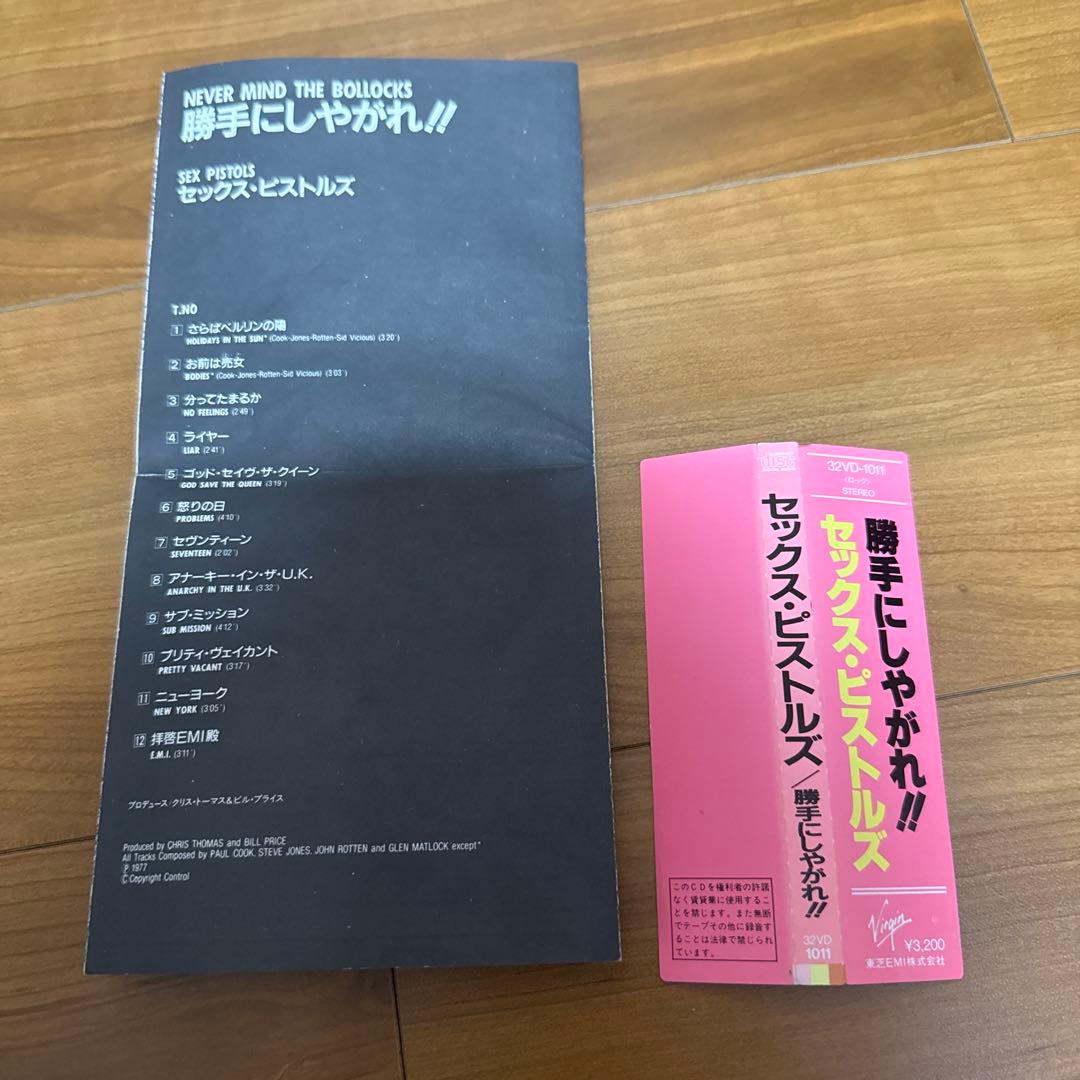 NEVER MIND THE BOLLOCKS
勝手にしやがれ!!
SEX PISTOLS
セックス・ピストルズ
T.NO
1 さらばベルリンの陽
HOLIDAYS IN THE SUN* (Cook-Jones-Rotten-Sid Vicious) (3'20")
2 お前は売女
BODIES* (Cook-Jones-Rotten-Sid Vicious) (3'03")
3 分ってたまるか
NO FEELINGS (2'49")
4 ライヤー
LIAR (2'41")
5 ゴッド・セイヴ・ザ・クイーン
GOD SAVE THE QUEEN (3'19")
6 怒りの日
PROBLEMS (4'10")
7 セヴンティーン
SEVENTEEN (2'02")
8 アナーキー・イン・ザ・U.K.
ANARCHY IN THE U.K. (3'32")
9 サブ・ミッション
SUB MISSION (4'12")
10 プリティ・ヴェイカント
PRETTY VACANT (3'17")
11 ニューヨーク
NEW YORK (3'05")
12 拝啓EMI殿
E.M.I. (3'11")
プロデュース/クリス・トーマス&ビル・プライス
Produced by CHRIS THOMAS and BILL PRICE
All Tracks Composed by PAUL COOK, STEVE JONES, JOHN ROTTEN and GLEN MATLOCK except*
Ⓟ 1977
© Copyright Control
32VD-1011
〈ロック〉
STEREO
勝手にしやがれ!!
セックス・ピストルズ
Virgin
¥3,200
東芝EMI株式会社
disc
セックス・ピストルズ/勝手にしやがれ!!
32VD
1011
このCDを権利者の許諾
なく賃貸業に使用するこ
とを禁じます。また無断
でテープその他に録音す
ることは法律で禁じられ
ています。